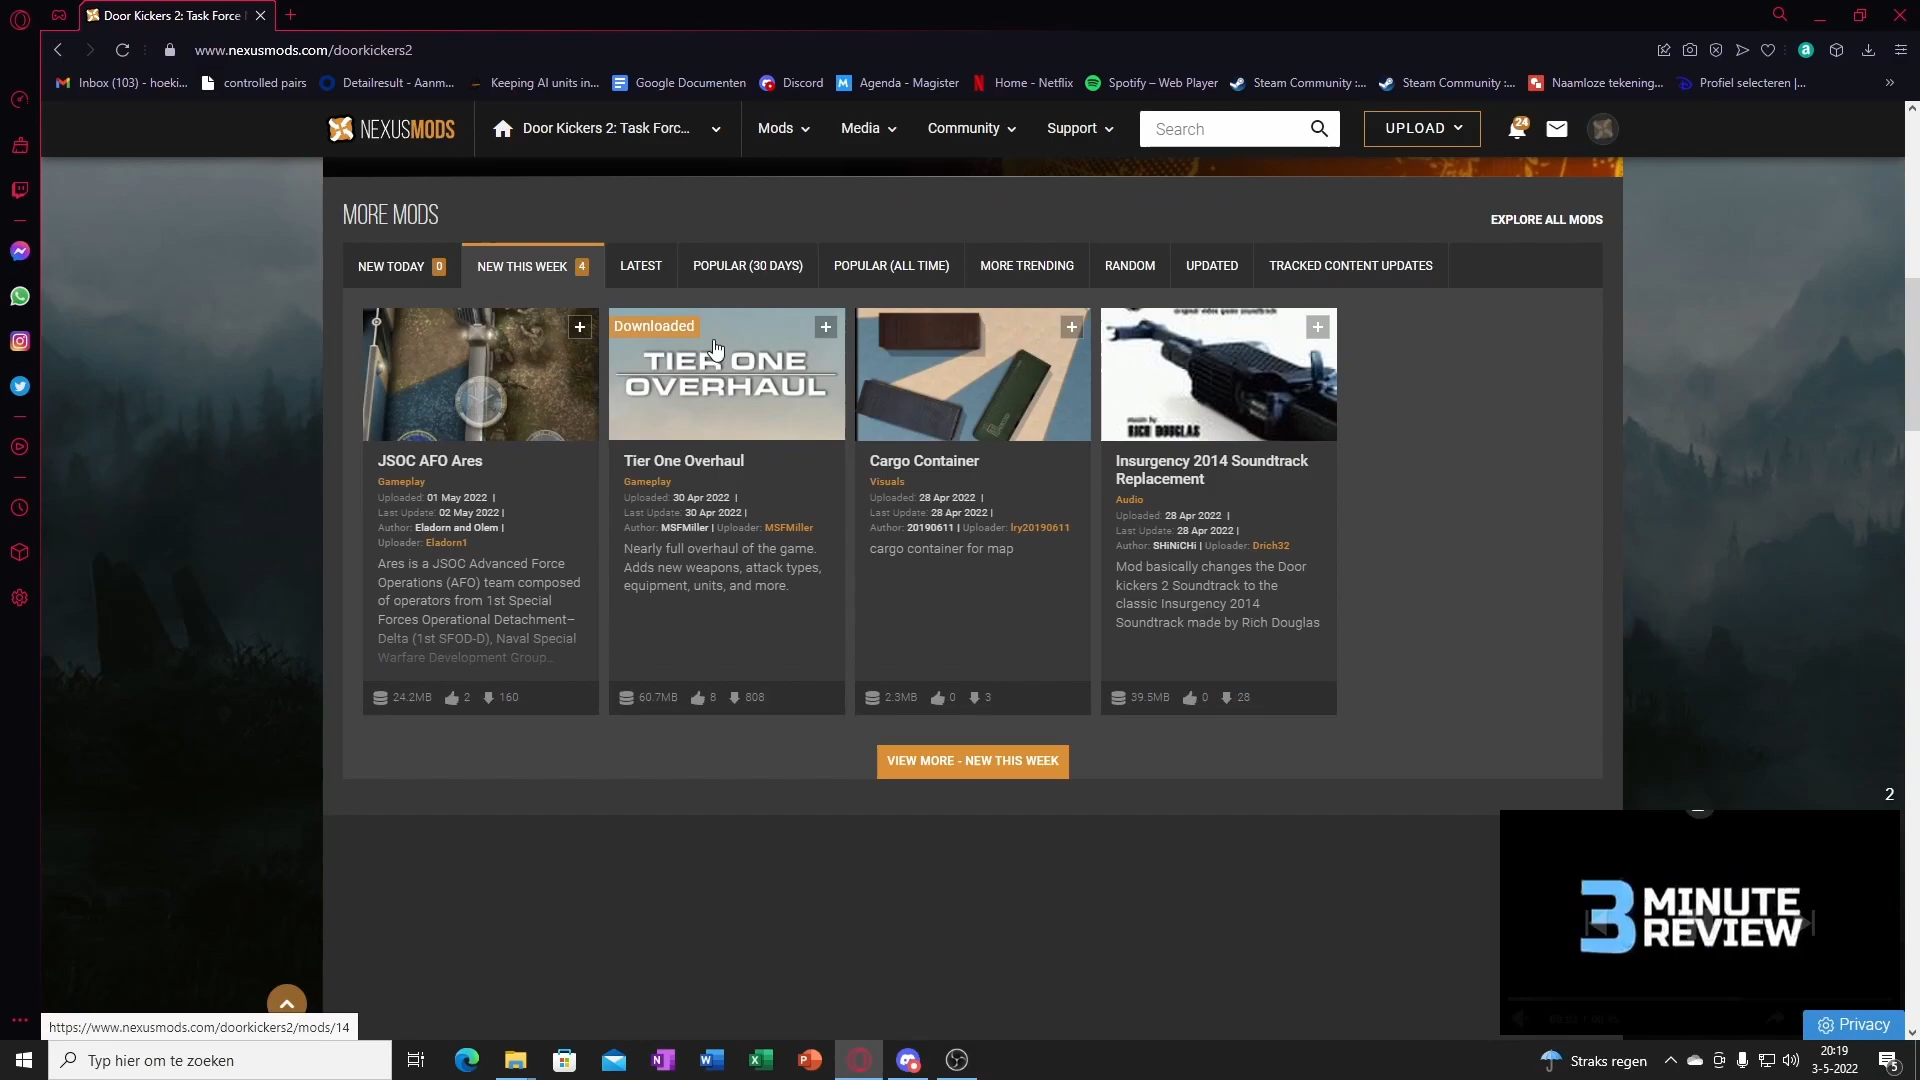 Door Kickers 2: Task Force
www.nexusmods.com/doorkickers2
Inbox (103) - hoeki...
controlled pairs
Detailresult - Aanm...
Keeping AI units in...
Google Documenten
Discord
Agenda - Magister
Home - Netflix
Spotify – Web Player
Steam Community :...
Steam Community :...
Naamloze tekening...
Profiel selecteren |...
NEXUSMODS
Door Kickers 2: Task Forc...
Mods
Media
Community
Support
Search
UPLOAD
24
MORE MODS
EXPLORE ALL MODS
NEW TODAY 0
NEW THIS WEEK 4
LATEST
POPULAR (30 DAYS)
POPULAR (ALL TIME)
MORE TRENDING
RANDOM
UPDATED
TRACKED CONTENT UPDATES
JSOC AFO Ares
Gameplay
Uploaded: 01 May 2022 |
Last Update: 02 May 2022 |
Author: Eladorn and Olem |
Uploader: Eladorn1
Ares is a JSOC Advanced Force
Operations (AFO) team composed
of operators from 1st Special
Forces Operational Detachment–
Delta (1st SFOD-D), Naval Special
Warfare Development Group...
24.2MB 2 160
Downloaded
TIER ONE
OVERHAUL
Tier One Overhaul
Gameplay
Uploaded: 30 Apr 2022 |
Last Update: 30 Apr 2022 |
Author: MSFMiller | Uploader: MSFMiller
Nearly full overhaul of the game.
Adds new weapons, attack types,
equipment, units, and more.
60.7MB 8 808
Cargo Container
Visuals
Uploaded: 28 Apr 2022 |
Last Update: 28 Apr 2022 |
Author: 20190611 | Uploader: lry20190611
cargo container for map
2.3MB 0 3
original video game soundtrack
music by
RICH DOUGLAS
Insurgency 2014 Soundtrack
Replacement
Audio
Uploaded: 28 Apr 2022 |
Last Update: 28 Apr 2022 |
Author: SHiNiCHi | Uploader: Drich32
Mod basically changes the Door
kickers 2 Soundtrack to the
classic Insurgency 2014
Soundtrack made by Rich Douglas
39.5MB 0 28
VIEW MORE - NEW THIS WEEK
2
3 MINUTE
REVIEW
Privacy
https://www.nexusmods.com/doorkickers2/mods/14
Typ hier om te zoeken
Straks regen
20:19
3-5-2022
5